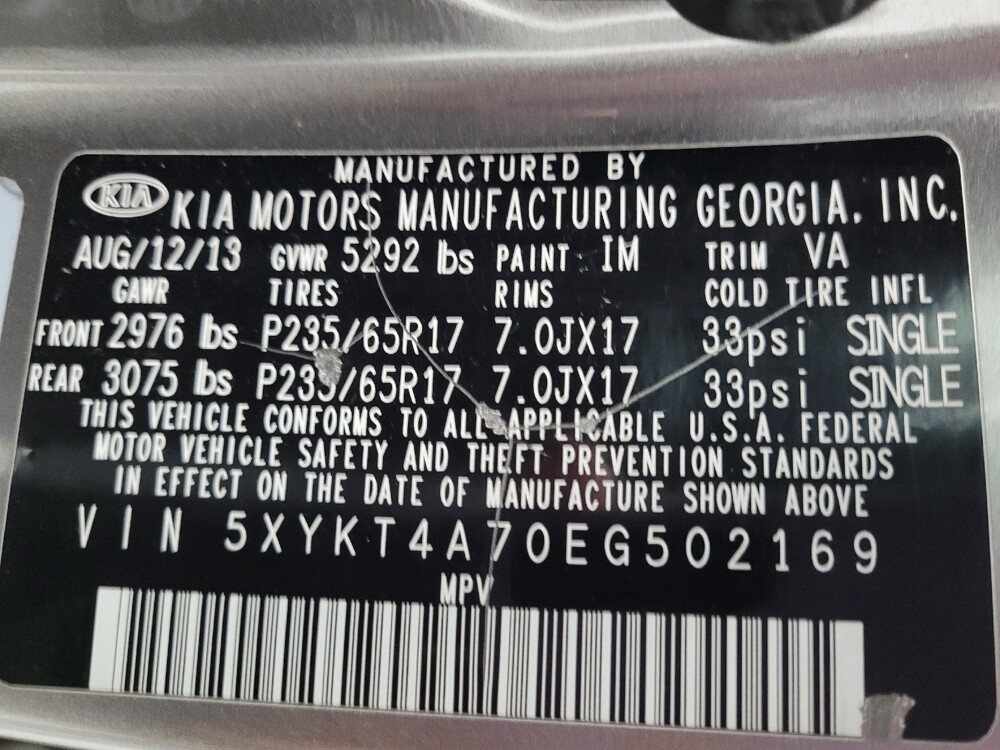 MANUFACTURED BY
KIA KIA MOTORS MANUFACTURING GEORGIA, INC.
AUG/12/13 GVWR 5292 lbs PAINT: IM TRIM VA
GAWR TIRES RIMS COLD TIRE INFL
FRONT 2976 lbs P235/65R17 7.0JX17 33psi SINGLE
REAR 3075 lbs P235/65R17 7.0JX17 33psi SINGLE
THIS VEHICLE CONFORMS TO ALL APPLICABLE U.S.A. FEDERAL
MOTOR VEHICLE SAFETY AND THEFT PREVENTION STANDARDS
IN EFFECT ON THE DATE OF MANUFACTURE SHOWN ABOVE
VIN 5XYKT4A70EG502169
MPV